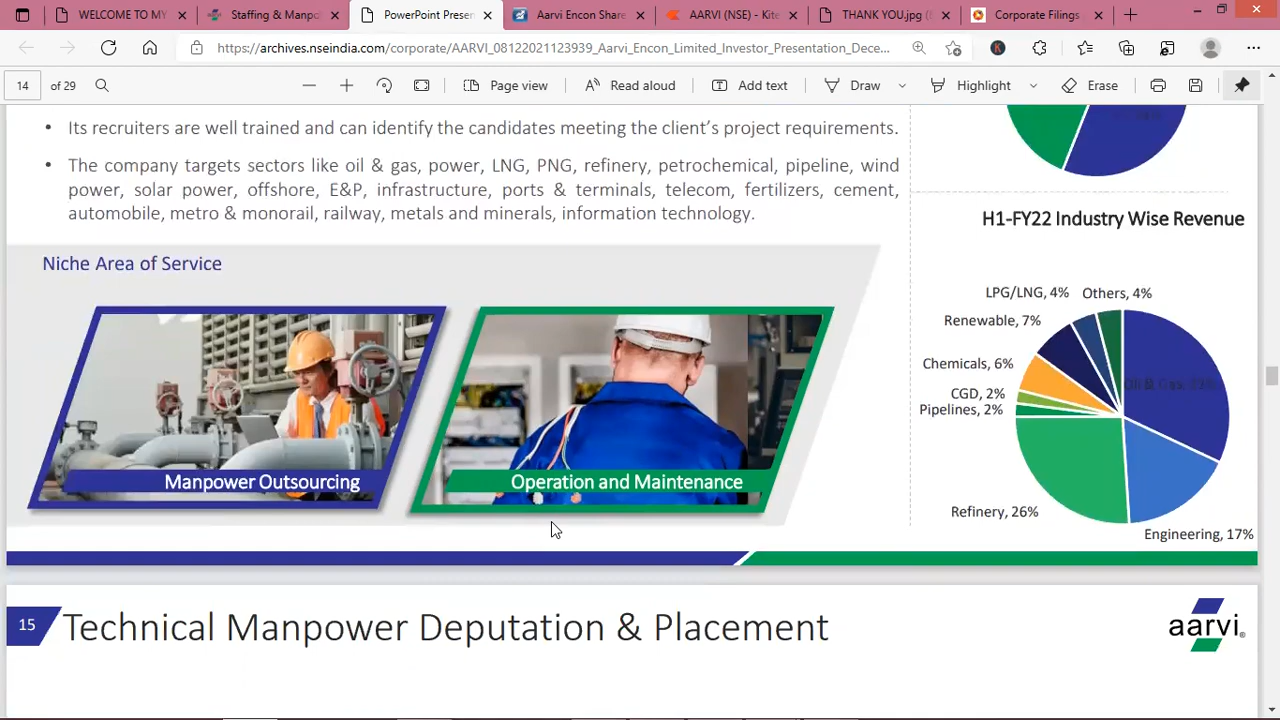 WELCOME TO MY
Staffing & Manpo
PowerPoint Presen
Aarvi Encon Share
AARVI (NSE) - Kite
THANK YOU.jpg (
Corporate Filings
https://archives.nseindia.com/corporate/AARVI_08122021123939_Aarvi_Encon_Limited_Investor_Presentation_Dece...
14 of 29
Page view
Read aloud
Add text
Draw
Highlight
Erase
• Its recruiters are well trained and can identify the candidates meeting the client's project requirements.
• The company targets sectors like oil & gas, power, LNG, PNG, refinery, petrochemical, pipeline, wind
power, solar power, offshore, E&P, infrastructure, ports & terminals, telecom, fertilizers, cement,
automobile, metro & monorail, railway, metals and minerals, information technology.
Niche Area of Service
Manpower Outsourcing
Operation and Maintenance
H1-FY22 Industry Wise Revenue
LPG/LNG, 4%
Others, 4%
Renewable, 7%
Chemicals, 6%
CGD, 2%
Pipelines, 2%
Refinery, 26%
Engineering, 17%
15
Technical Manpower Deputation & Placement
aarvi